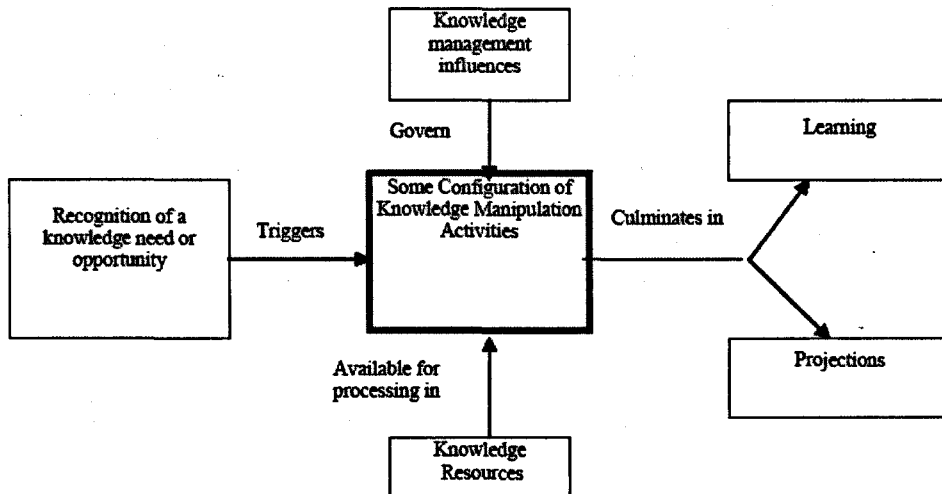 Knowledge
management
influences
Govern
Learning
Recognition of a
knowledge need or
opportunity
Triggers
Some Configuration of
Knowledge Manipulation
Activities
Culminates in
Available for
processing in
Projections
Knowledge
Resources